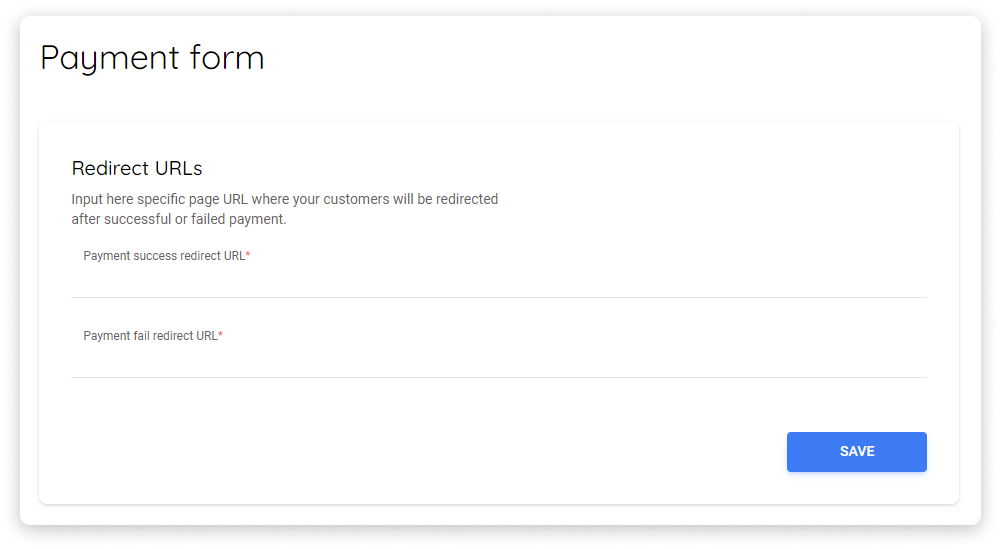 Payment form
Redirect URLs
Input here specific page URL where your customers will be redirected
after successful or failed payment.
Payment success redirect URL*
Payment fail redirect URL*
SAVE